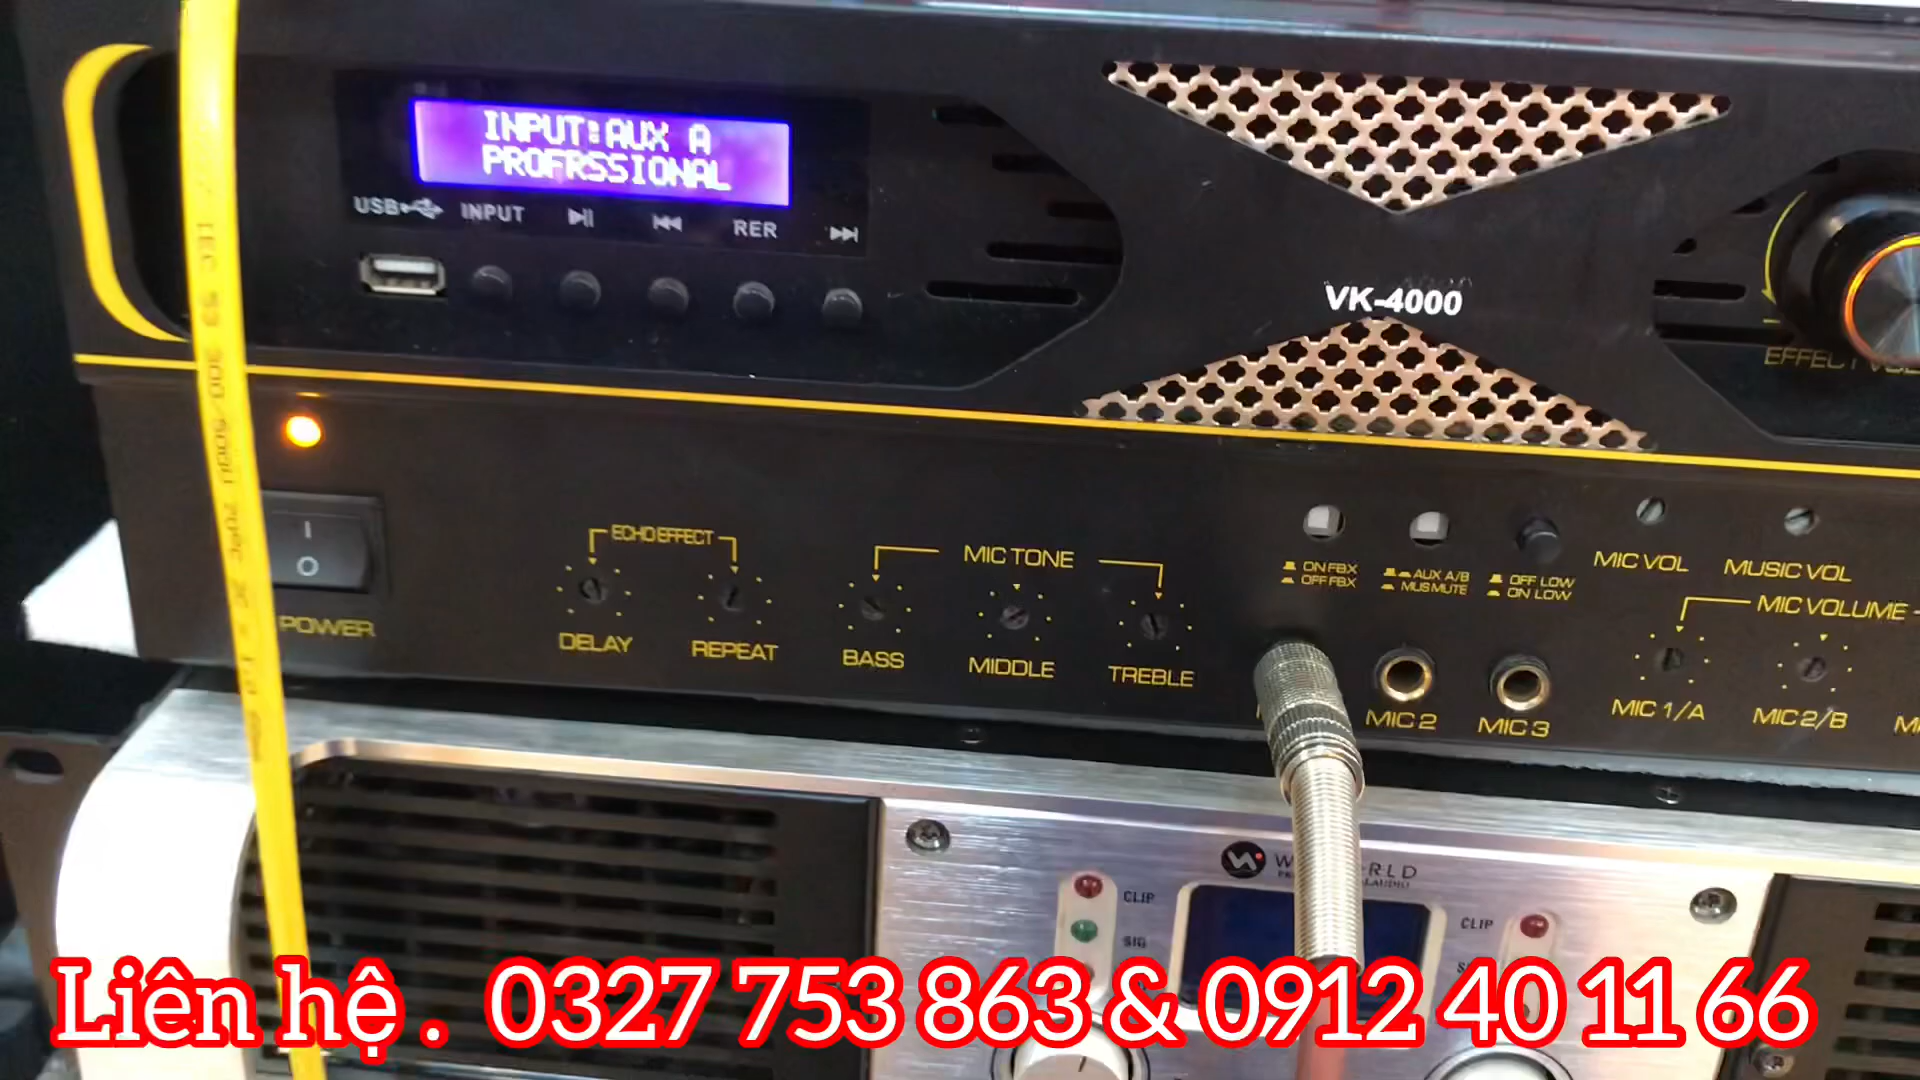 INPUT:AUX A
PROFRSSIONAL
USB INPUT RER
VK-4000
ECHO EFFECT
DELAY REPEAT
MIC TONE
BASS MIDDLE TREBLE
POWER
ON FBX
OFF FBX
AUX A/B
MUS MUTE
OFF LOW
ON LOW
MIC VOL
MUSIC VOL
MIC VOLUME
MIC 2
MIC 3
MIC 1/A
MIC 2/B
CLIP
SIG
CLIP
Liên hệ . 0327 753 863 & 0912 40 11 66